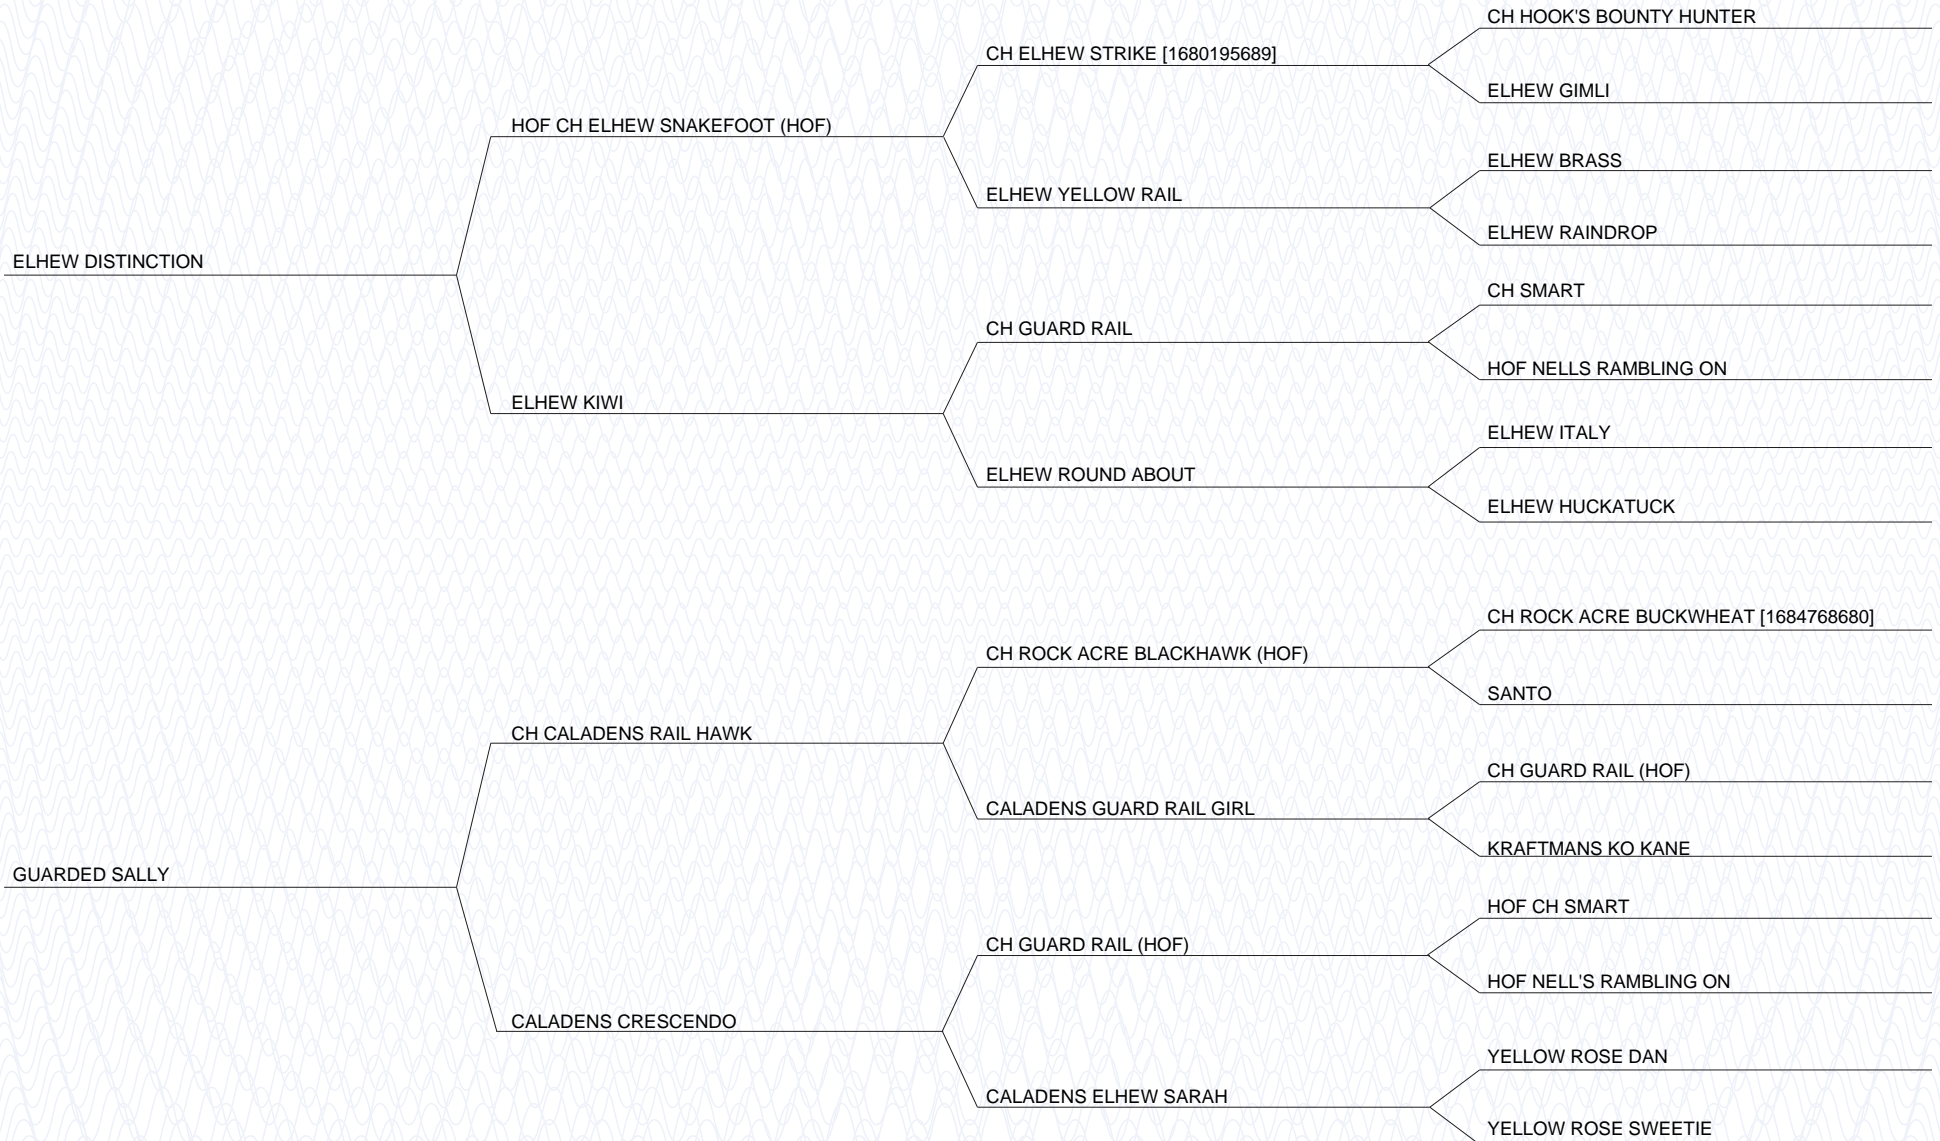 CH HOOK'S BOUNTY HUNTER
CH ELHEW STRIKE [1680195689]
ELHEW GIMLI
HOF CH ELHEW SNAKEFOOT (HOF)
ELHEW BRASS
ELHEW YELLOW RAIL
ELHEW RAINDROP
ELHEW DISTINCTION
CH SMART
CH GUARD RAIL
HOF NELLS RAMBLING ON
ELHEW KIWI
ELHEW ITALY
ELHEW ROUND ABOUT
ELHEW HUCKATUCK
CH ROCK ACRE BUCKWHEAT [1684768680]
CH ROCK ACRE BLACKHAWK (HOF)
SANTO
CH CALADENS RAIL HAWK
CH GUARD RAIL (HOF)
CALADENS GUARD RAIL GIRL
KRAFTMANS KO KANE
GUARDED SALLY
HOF CH SMART
CH GUARD RAIL (HOF)
HOF NELL'S RAMBLING ON
CALADENS CRESCENDO
YELLOW ROSE DAN
CALADENS ELHEW SARAH
YELLOW ROSE SWEETIE